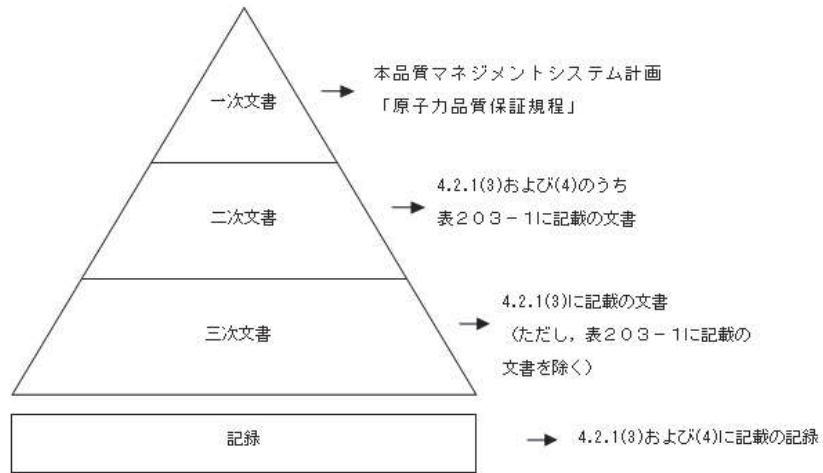 一次文書
本品質マネジメントシステム計画
「原子力品質保証規程」
二次文書
4.2.1(3)および(4)のうち
表２０３－１に記載の文書
三次文書
4.2.1(3)に記載の文書
（ただし，表２０３－１に記載の
文書を除く）
記録
4.2.1(3)および(4)に記載の記録